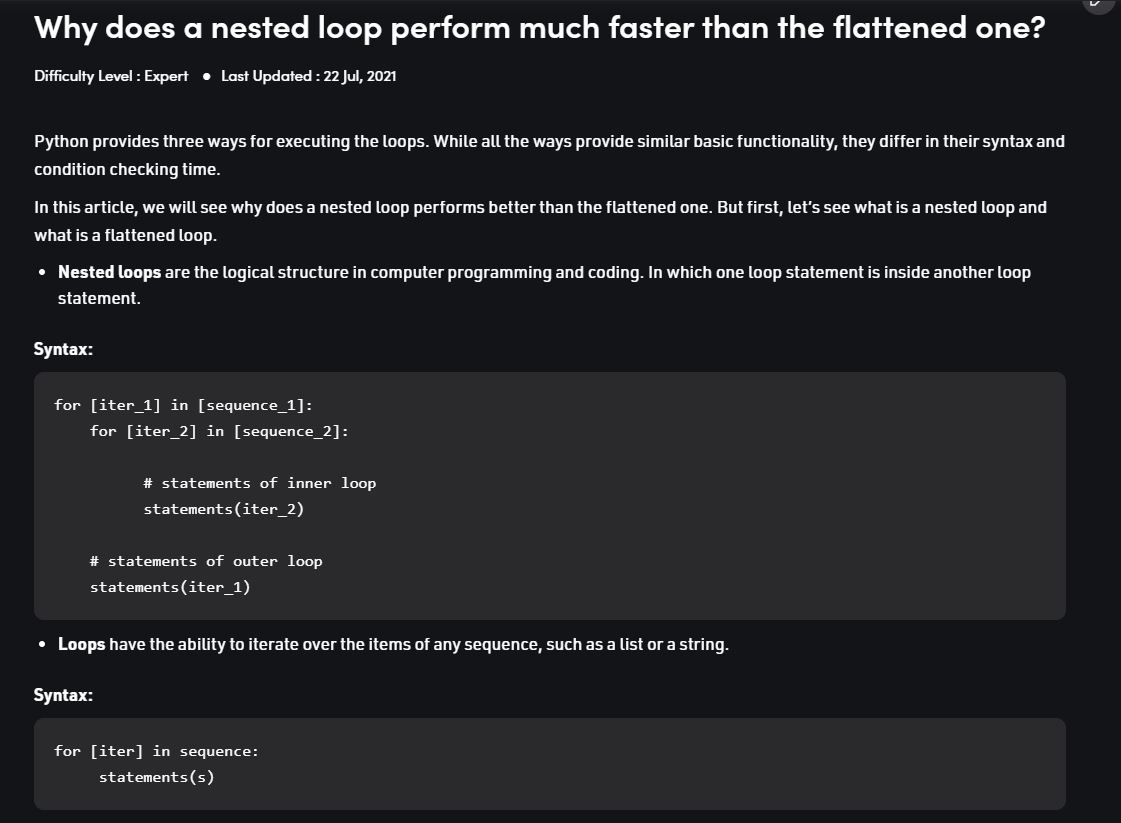 Why does a nested loop perform much faster than the flattened one?
Difficulty Level : Expert ● Last Updated : 22 Jul, 2021
Python provides three ways for executing the loops. While all the ways provide similar basic functionality, they differ in their syntax and
condition checking time.
In this article, we will see why does a nested loop performs better than the flattened one. But first, let’s see what is a nested loop and
what is a flattened loop.
• Nested loops are the logical structure in computer programming and coding. In which one loop statement is inside another loop
statement.
Syntax:
for [iter_1] in [sequence_1]:
    for [iter_2] in [sequence_2]:
          # statements of inner loop
          statements(iter_2)
    # statements of outer loop
    statements(iter_1)
• Loops have the ability to iterate over the items of any sequence, such as a list or a string.
Syntax:
for [iter] in sequence:
     statements(s)